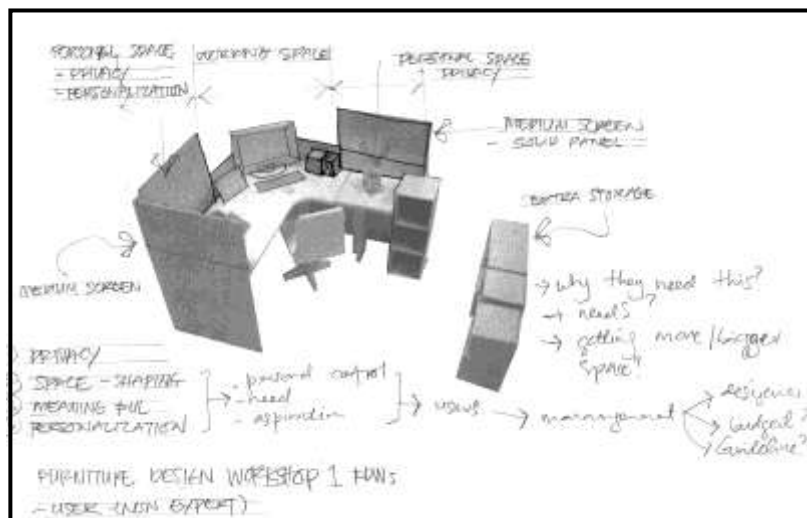 PERSONAL SPACE
- PRIVACY
- PERSONALIZATION
WORKING SPACE
PERSONAL SPACE
PRIVACY
MEDIUM SCREEN
- SOLID PANEL
EXTRA STORAGE
MEDIUM SCREEN
→ why they need this?
→ needs?
→ getting more/bigger
space?
PRIVACY
SPACE - SHAPING
MEANING FUL
PERSONALIZATION
- personal control
- need
- aspiration
users
management
designer
budget?
Guideline?
FURNITURE DESIGN WORKSHOP 1
- USER (NON EXPERT)